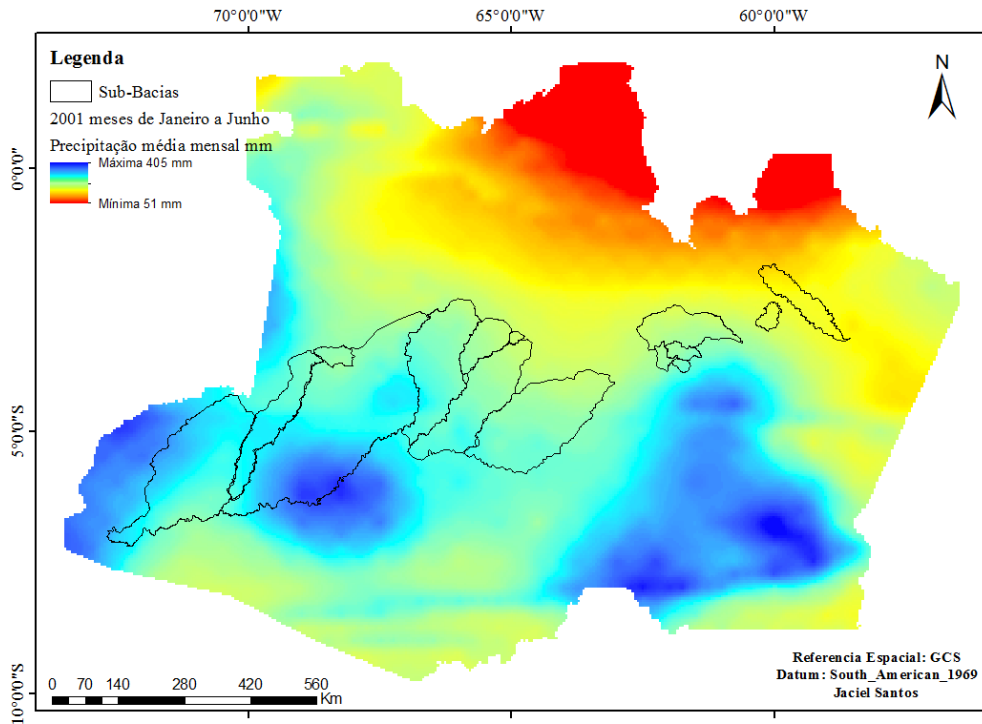 70°0'0"W 65°0'0"W 60°0'0"W
Legenda
Sub-Bacias
2001 meses de Janeiro a Junho
Precipitação média mensal mm
Máxima 405 mm
Mínima 51 mm
N
0°0'0"
5°0'0"S
10°0'0"S
0 70 140 280 420 560
Km
Referencia Espacial: GCS
Datum: South_American_1969
Jaciel Santos